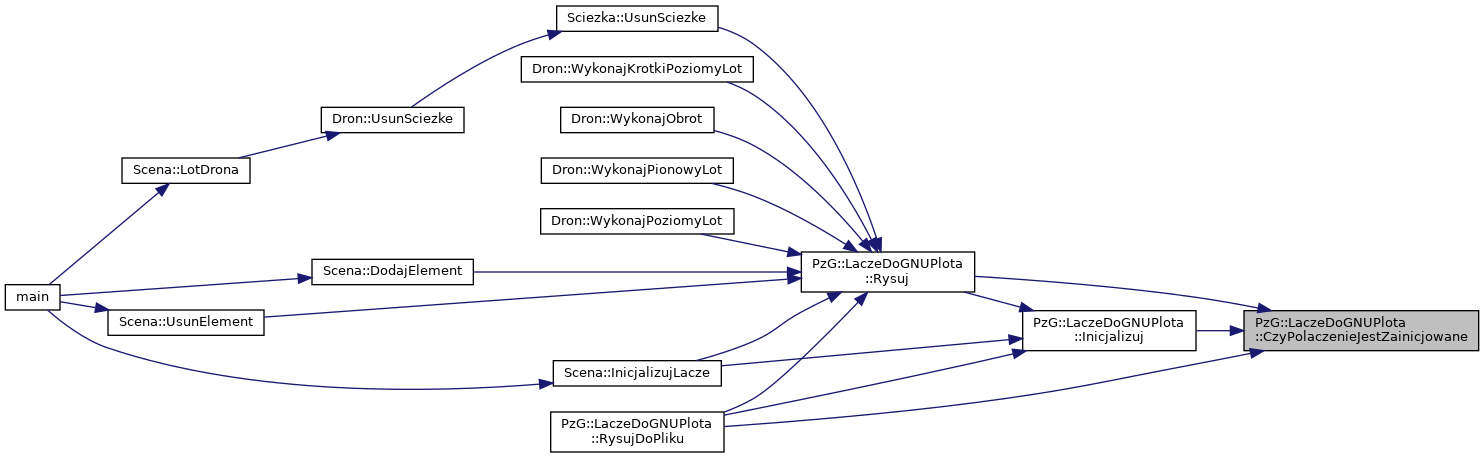 Sciezka::UsunSciezke
Dron::WykonajKrotkiPoziomyLot
Dron::UsunSciezke
Dron::WykonajObrot
Scena::LotDrona
Dron::WykonajPionowyLot
Dron::WykonajPoziomyLot
Scena::DodajElement
PzG::LaczeDoGNUPlota
::Rysuj
main
Scena::UsunElement
PzG::LaczeDoGNUPlota
::Inicjalizuj
PzG::LaczeDoGNUPlota
::CzyPolaczenieJestZainicjowane
Scena::InicjalizujLacze
PzG::LaczeDoGNUPlota
::RysujDoPliku